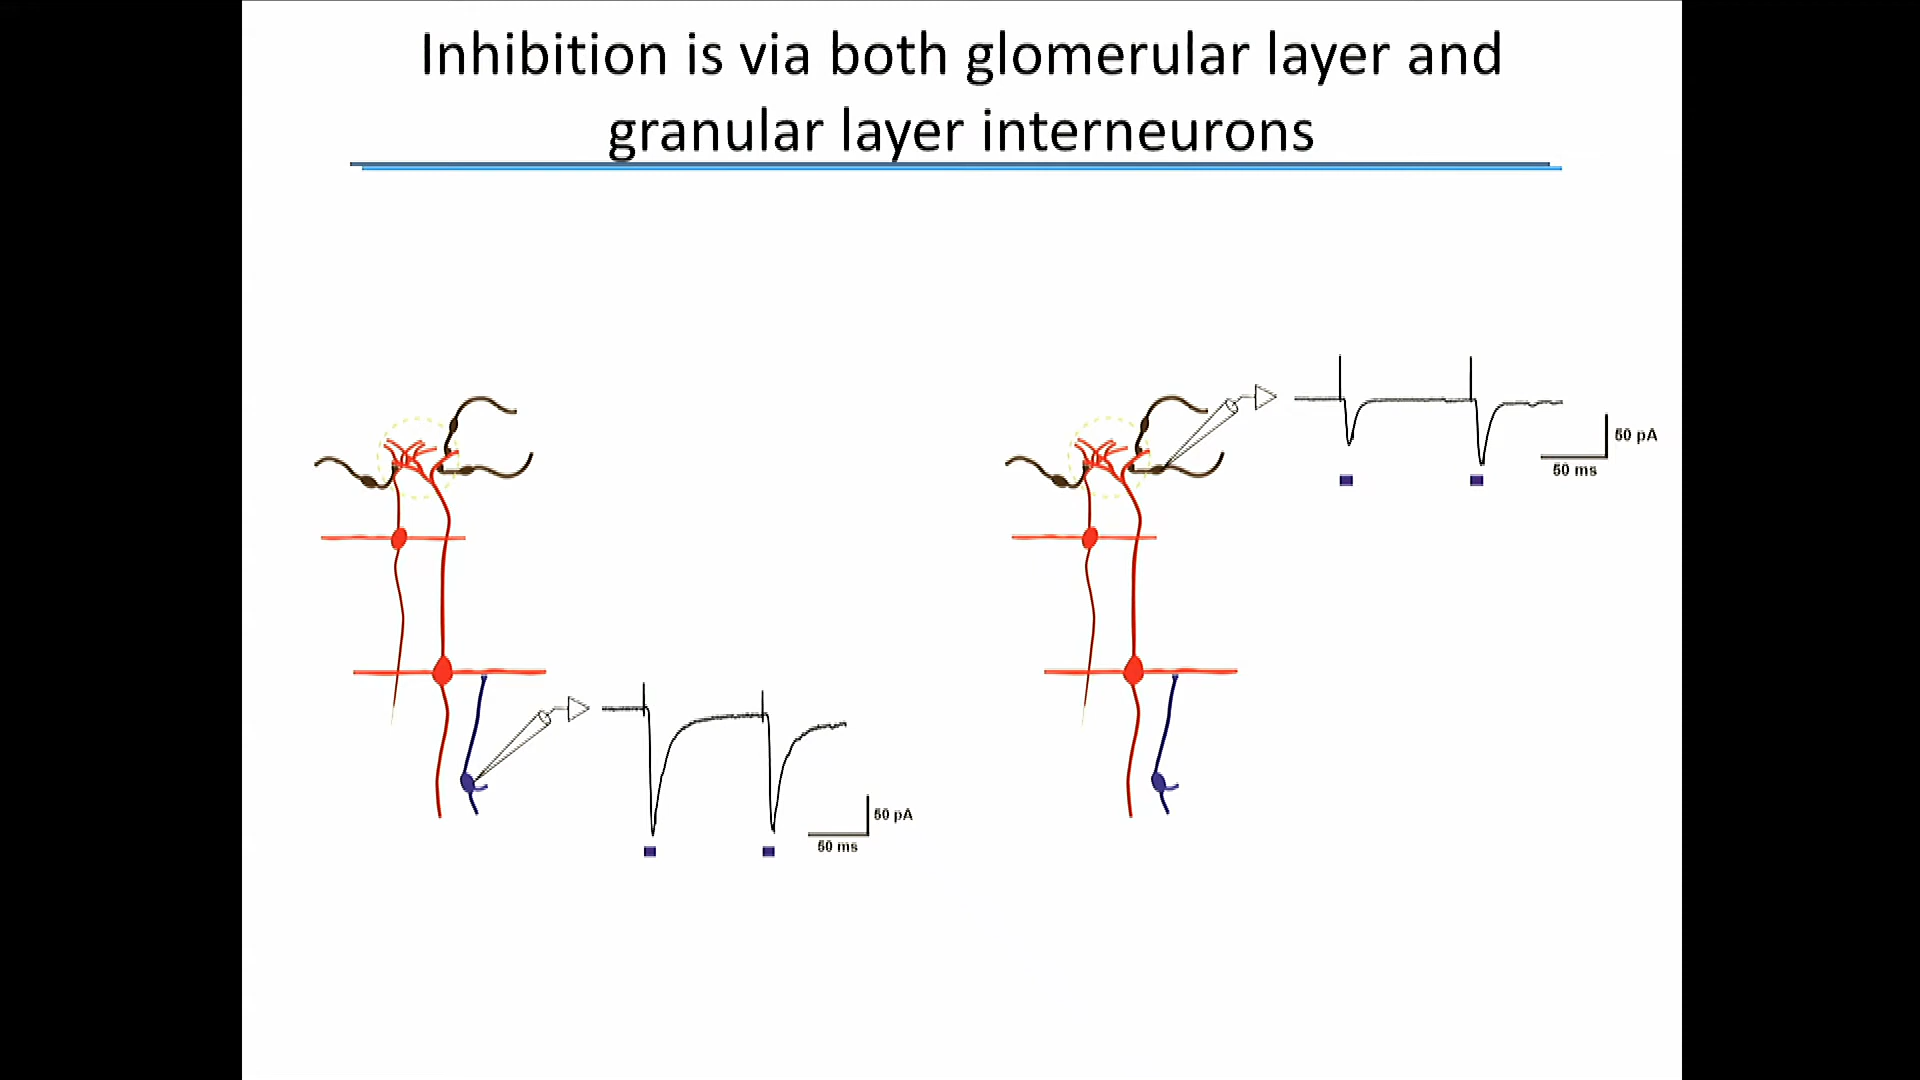 Inhibition is via both glomerular layer and
granular layer interneurons
50 pA
50 ms
50 pA
50 ms